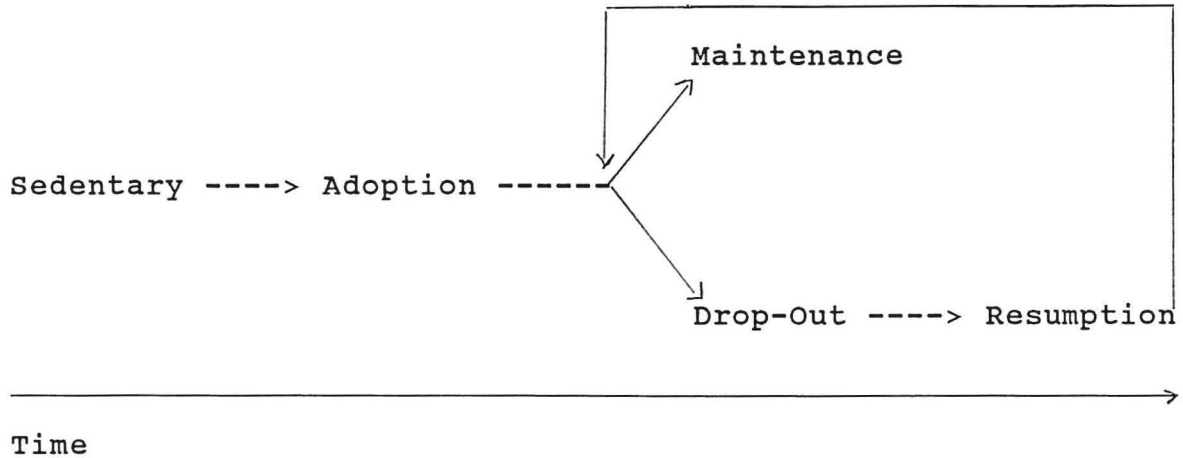 Maintenance
Sedentary ----> Adoption ------
Drop-Out ----> Resumption
Time